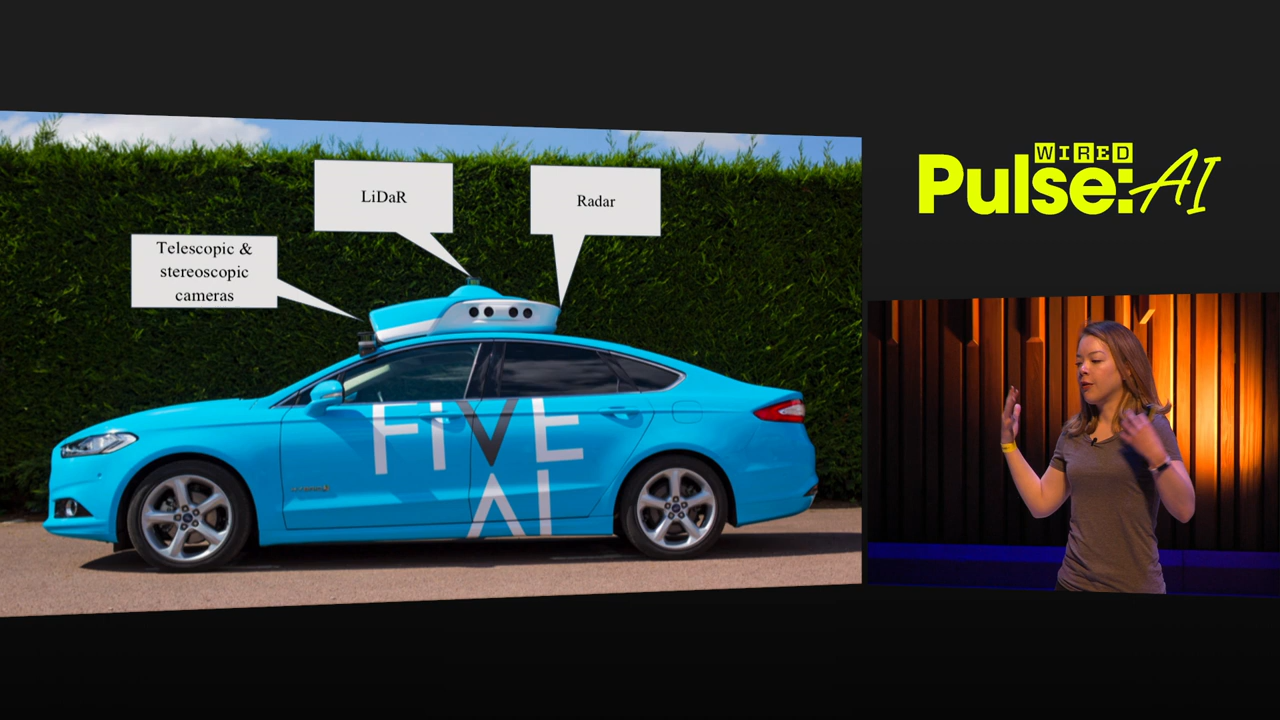 WIRED
Pulse:AI
LiDaR
Radar
Telescopic &
stereoscopic
cameras
FiVE
AI